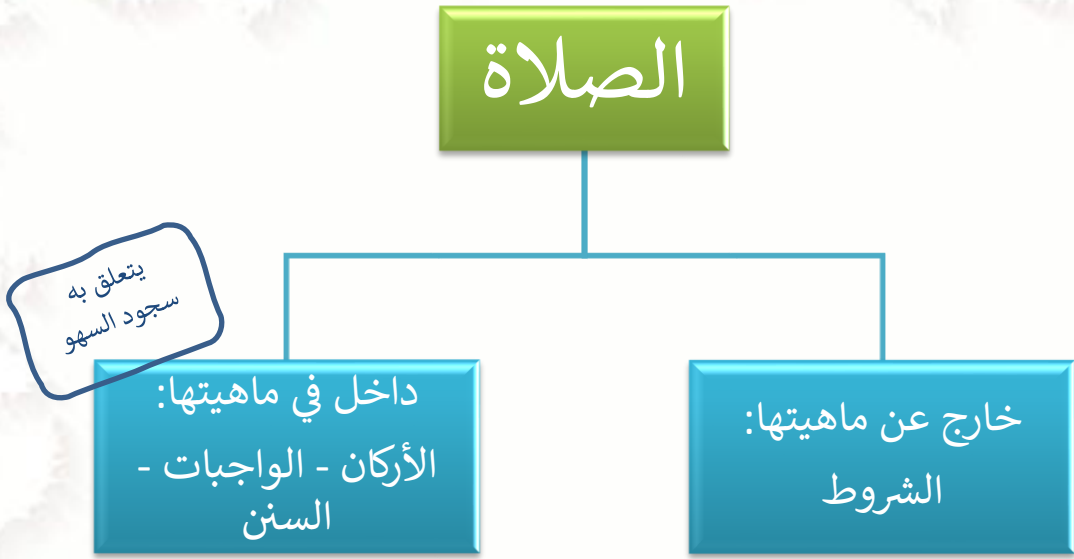 الصلاة
خارج عن ماهيتها:
الشروط
يتعلق به
سجود السهو
داخل في ماهيتها:
الأركان - الواجبات -
السنن